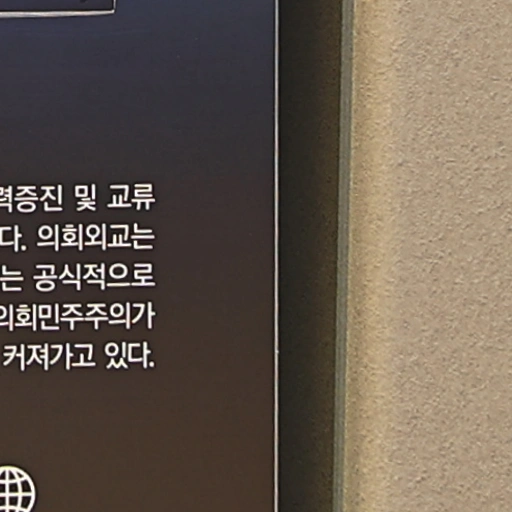 력증진 및 교류
다. 의회외교는
는 공식적으로
의회민주주의가
커져가고 있다.